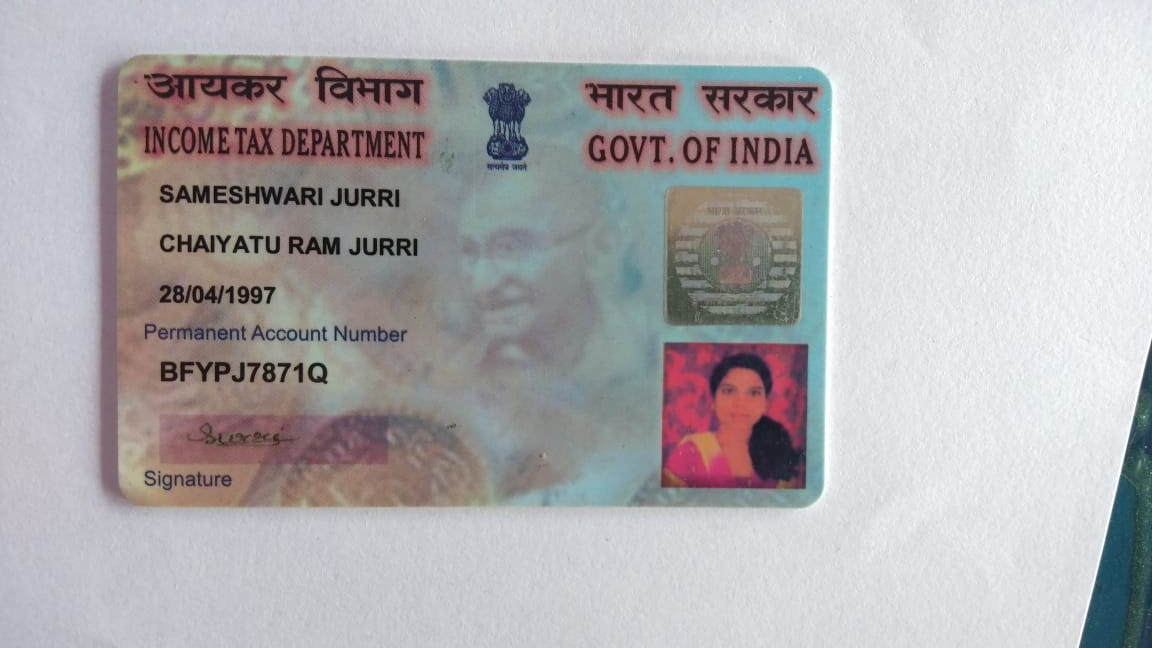 आयकर विभाग
INCOME TAX DEPARTMENT
सत्यमेव जयते
भारत सरकार
GOVT. OF INDIA
SAMESHWARI JURRI
CHAIYATU RAM JURRI
28/04/1997
Permanent Account Number
BFYPJ7871Q
Signature